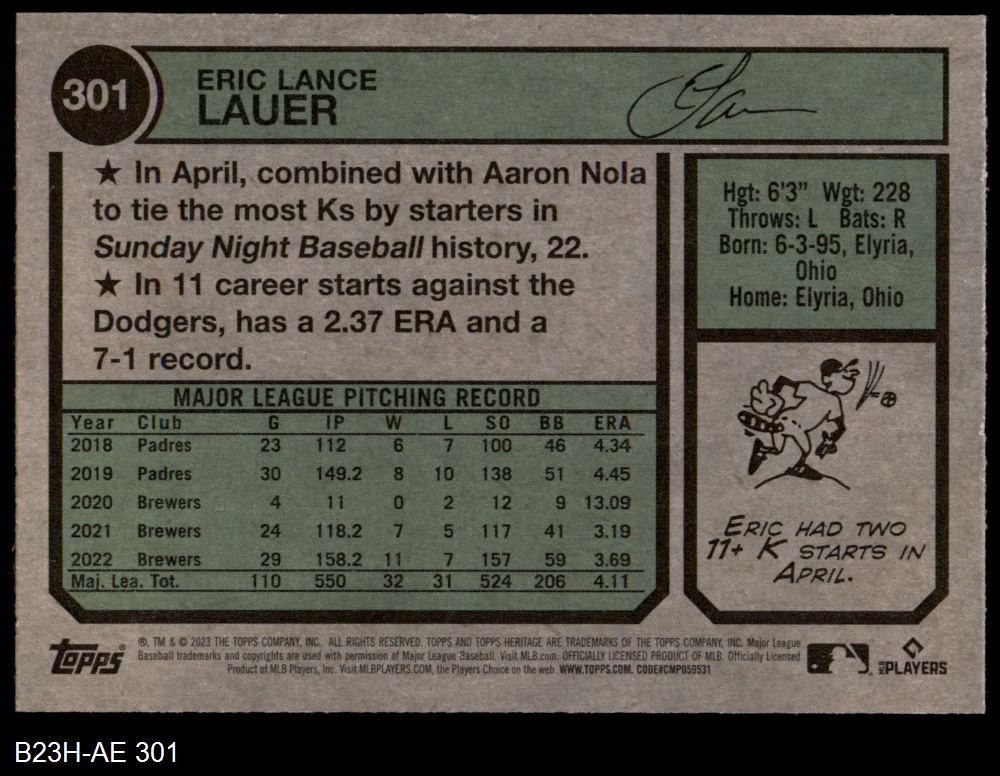 301
ERIC LANCE
LAUER
★ In April, combined with Aaron Nola
to tie the most Ks by starters in
Sunday Night Baseball history, 22.
★ In 11 career starts against the
Dodgers, has a 2.37 ERA and a
7-1 record.
MAJOR LEAGUE PITCHING RECORD
Year Club G IP W L SO BB ERA
2018 Padres 23 112 6 7 100 46 4.34
2019 Padres 30 149.2 8 10 138 51 4.45
2020 Brewers 4 11 0 2 12 9 13.09
2021 Brewers 24 118.2 7 5 117 41 3.19
2022 Brewers 29 158.2 11 7 157 59 3.69
Maj. Lea. Tot. 110 550 32 31 524 206 4.11
Hgt: 6'3" Wgt: 228
Throws: L Bats: R
Born: 6-3-95, Elyria,
Ohio
Home: Elyria, Ohio
ERIC HAD TWO
11+ K STARTS IN
APRIL.
TOPPS
®, TM & © 2023 THE TOPPS COMPANY, INC. ALL RIGHTS RESERVED. TOPPS AND TOPPS HERITAGE ARE TRADEMARKS OF THE TOPPS COMPANY, INC. Major League
Baseball trademarks and copyrights are used with permission of Major League Baseball. Visit MLB.com. OFFICIALLY LICENSED PRODUCT OF MLB. Officially Licensed
Product of MLB Players, Inc. Visit MLBPLAYERS.COM, the Players Choice on the web. WWW.TOPPS.COM. CODE#CMP059531
MLB PLAYERS
B23H-AE 301